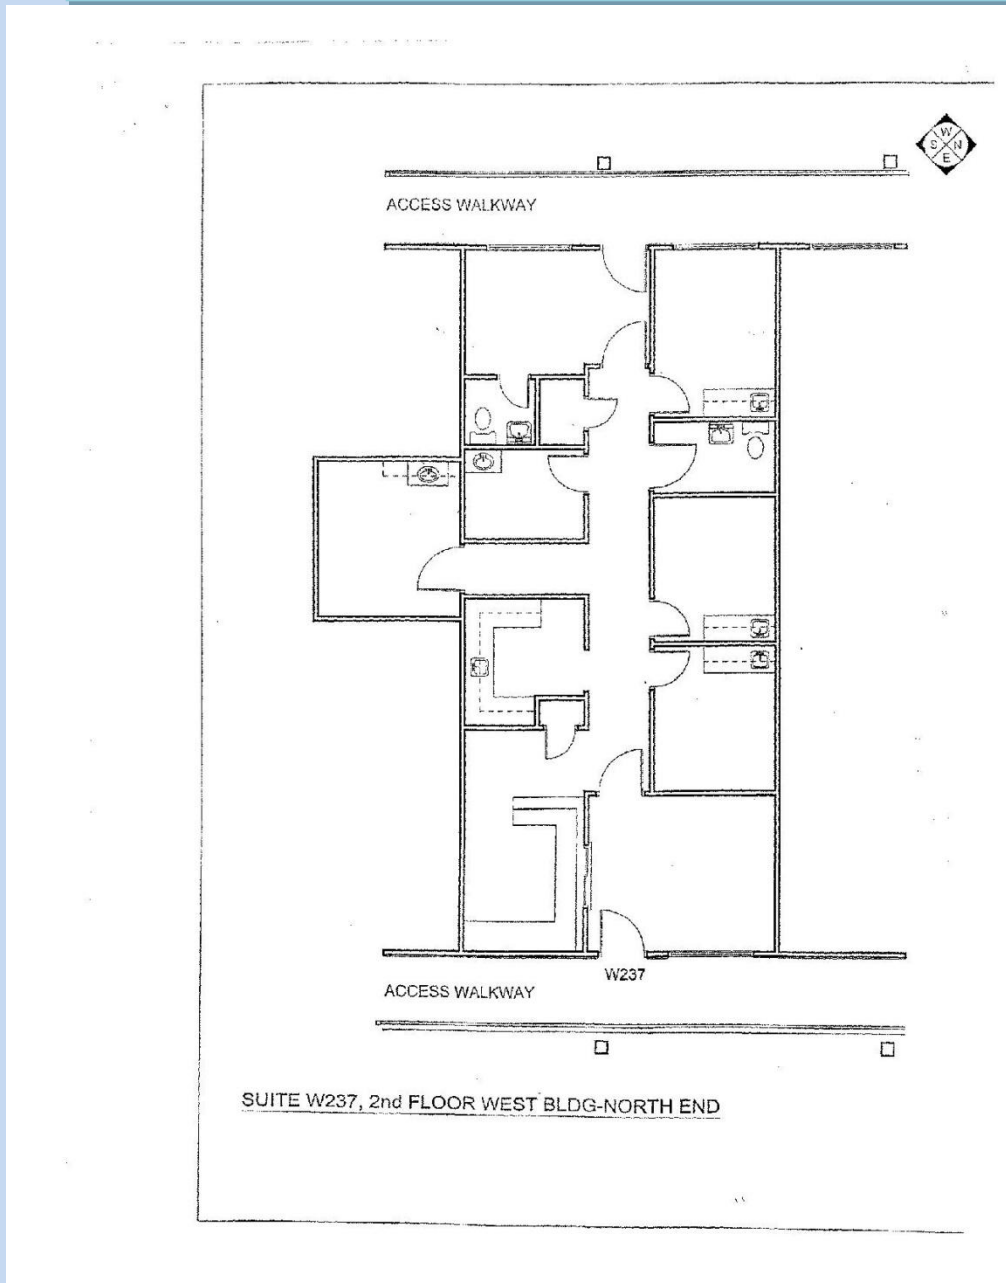 W
S N
E
ACCESS WALKWAY
W237
ACCESS WALKWAY
SUITE W237, 2nd FLOOR WEST BLDG-NORTH END